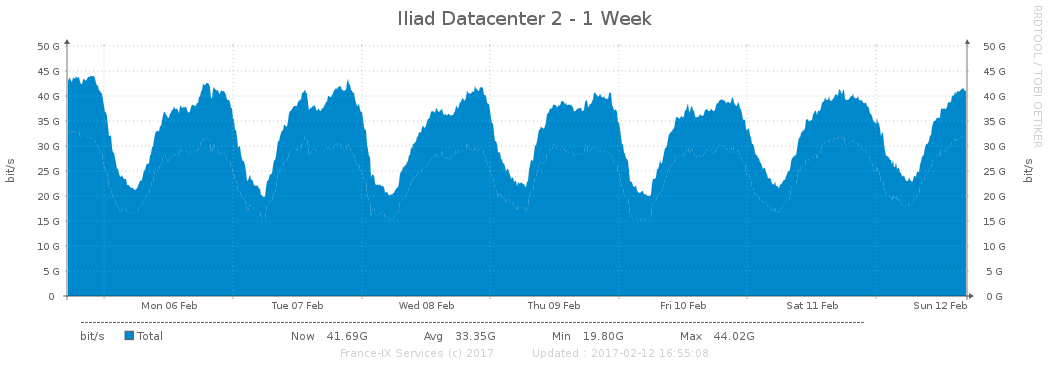 Iliad Datacenter 2 - 1 Week
RRDTOOL / TOBI OETIKER
bit/s
50 G 50 G
45 G 45 G
40 G 40 G
35 G 35 G
30 G 30 G
25 G 25 G
20 G 20 G
15 G 15 G
10 G 10 G
5 G 5 G
0 0 G
bit/s
Mon 06 Feb Tue 07 Feb Wed 08 Feb Thu 09 Feb Fri 10 Feb Sat 11 Feb Sun 12 Feb
bit/s Total Now 41.69G Avg 33.35G Min 19.80G Max 44.02G
France-IX Services (c) 2017 Updated : 2017-02-12 16:55:08